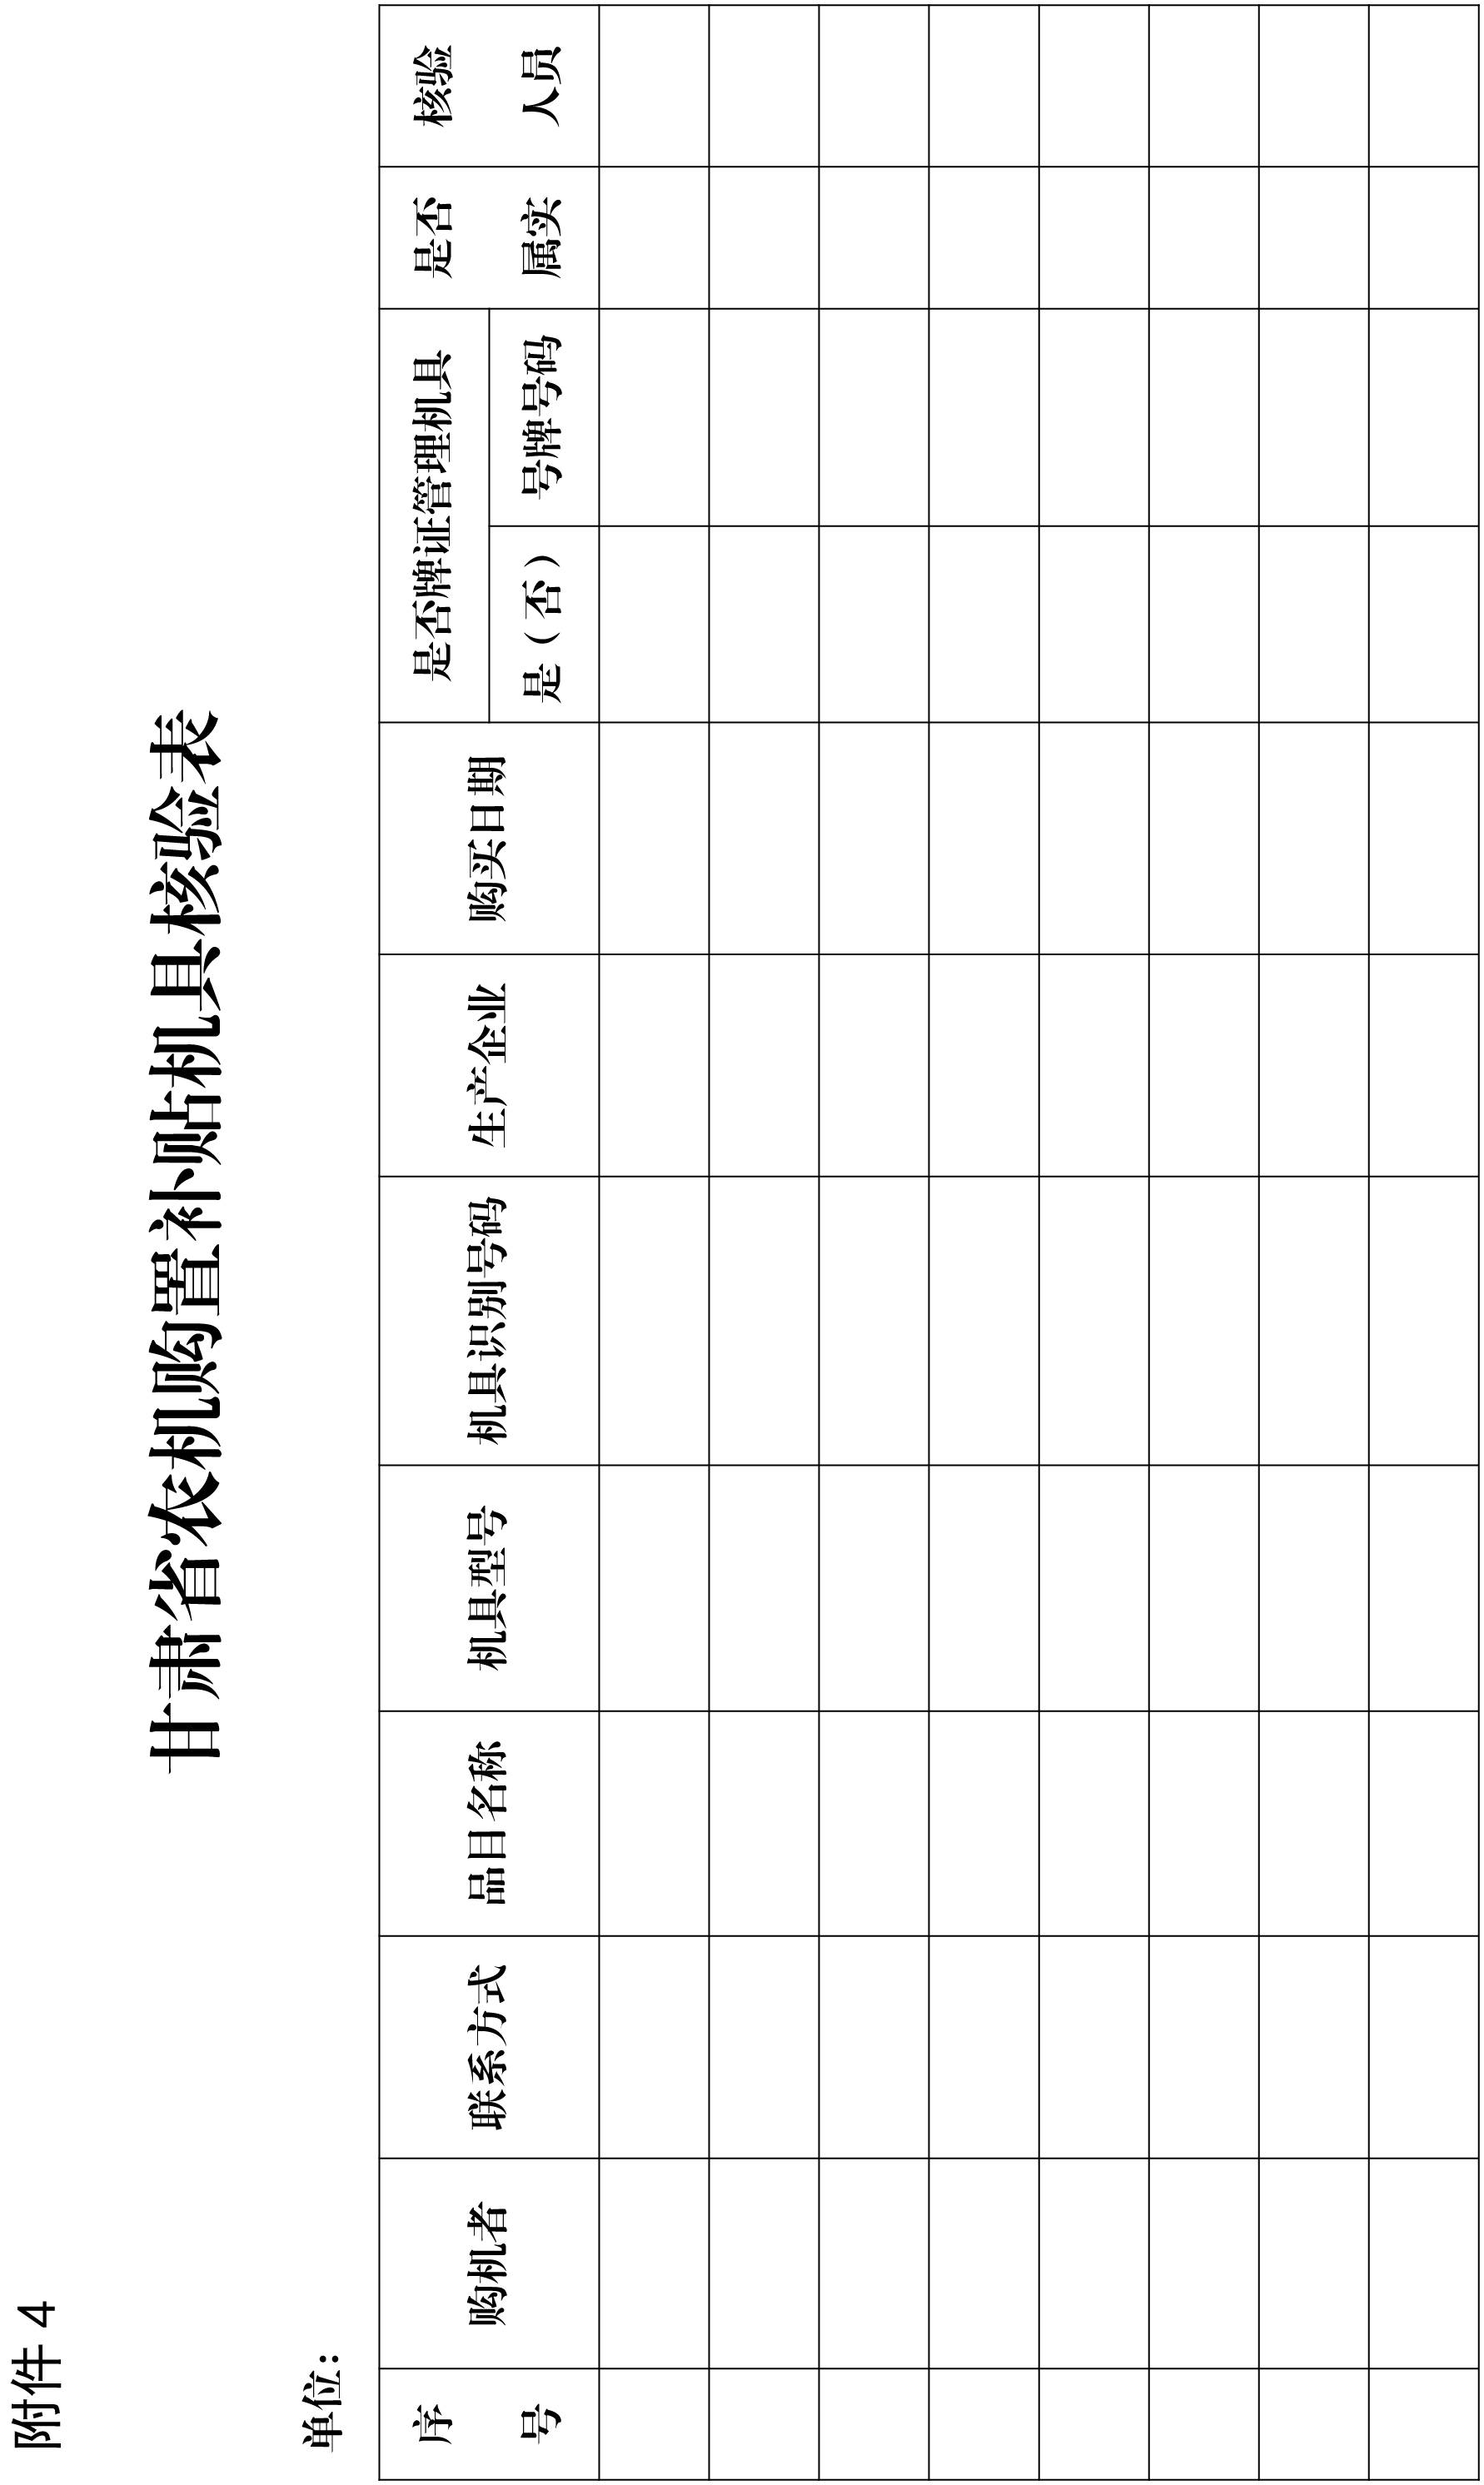 附件 4
甘肃省农机购置补贴机具核验表
单位:
序
号
购机者
联系方式
品目名称
机具型号
机具识别号码
生产企业
购买日期
是否牌证管理机具
是（否）
号牌号码
是否
属实
核验
人员